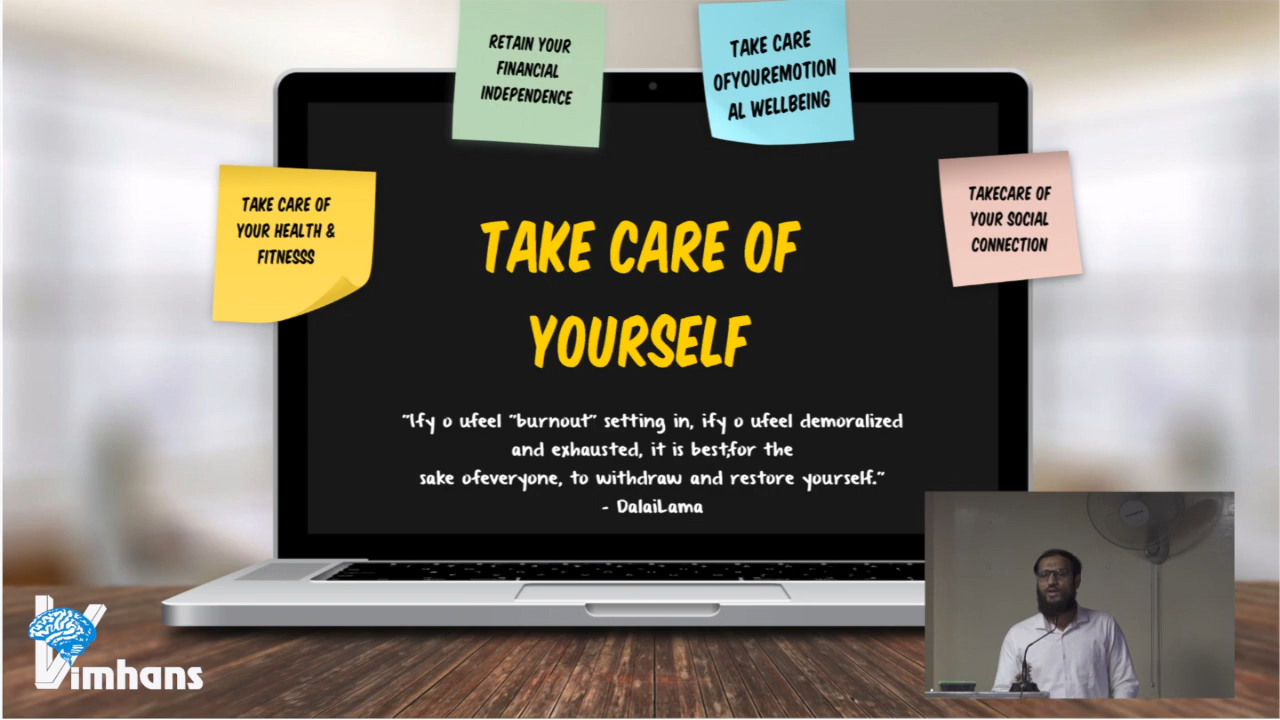 RETAIN YOUR
FINANCIAL
INDEPENDENCE
TAKE CARE
OFYOUREMOTION
AL WELLBEING
TAKE CARE OF
YOUR HEALTH &
FITNESSS
TAKECARE OF
YOUR SOCIAL
CONNECTION
TAKE CARE OF
YOURSELF
"Ify o ufeel "burnout" setting in, ify o ufeel demoralized
and exhausted, it is best,for the
sake ofeveryone, to withdraw and restore yourself."
- DalaiLama
Vimhans